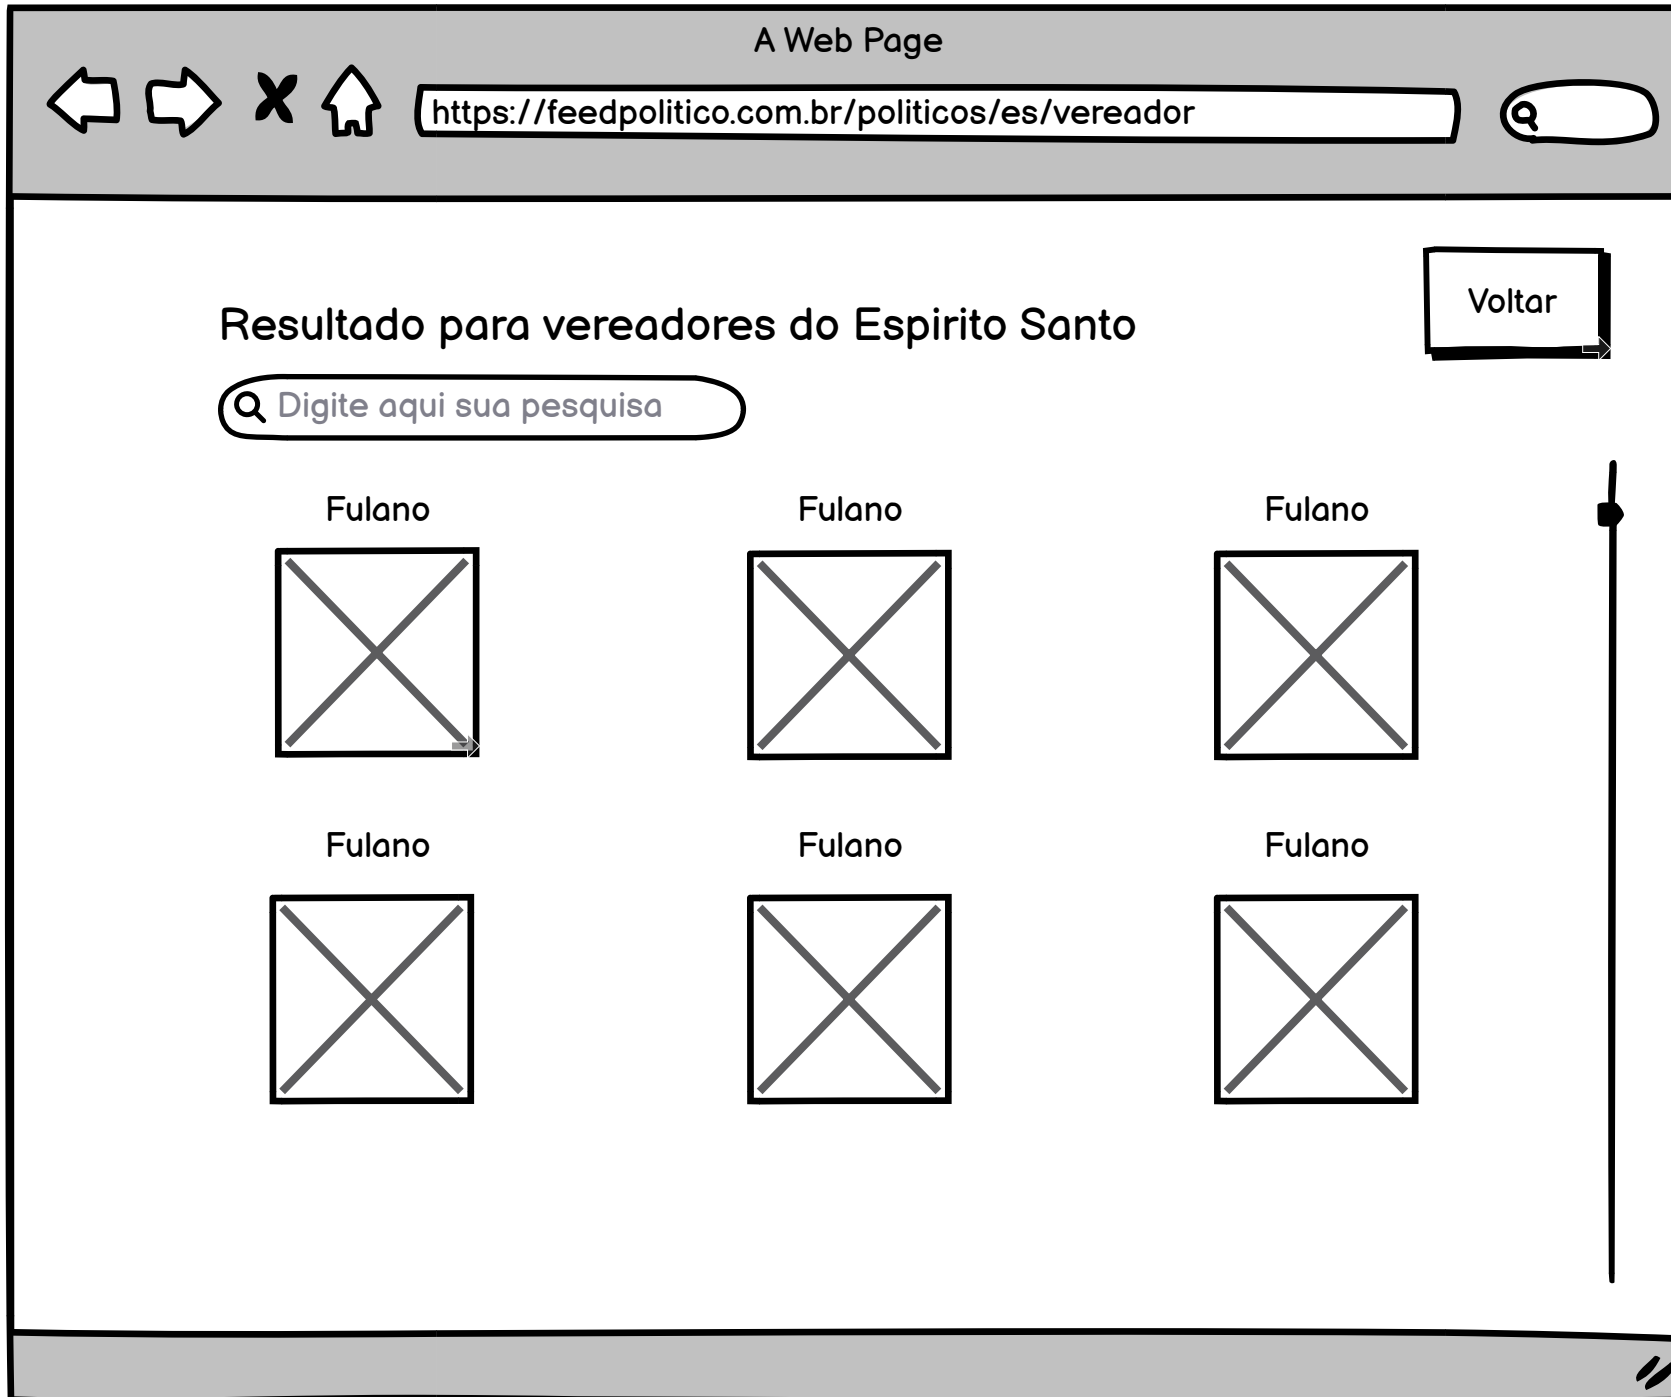 A Web Page
https://feedpolitico.com.br/politicos/es/vereador
Voltar
Resultado para vereadores do Espirito Santo
Digite aqui sua pesquisa
Fulano Fulano Fulano
Fulano Fulano Fulano